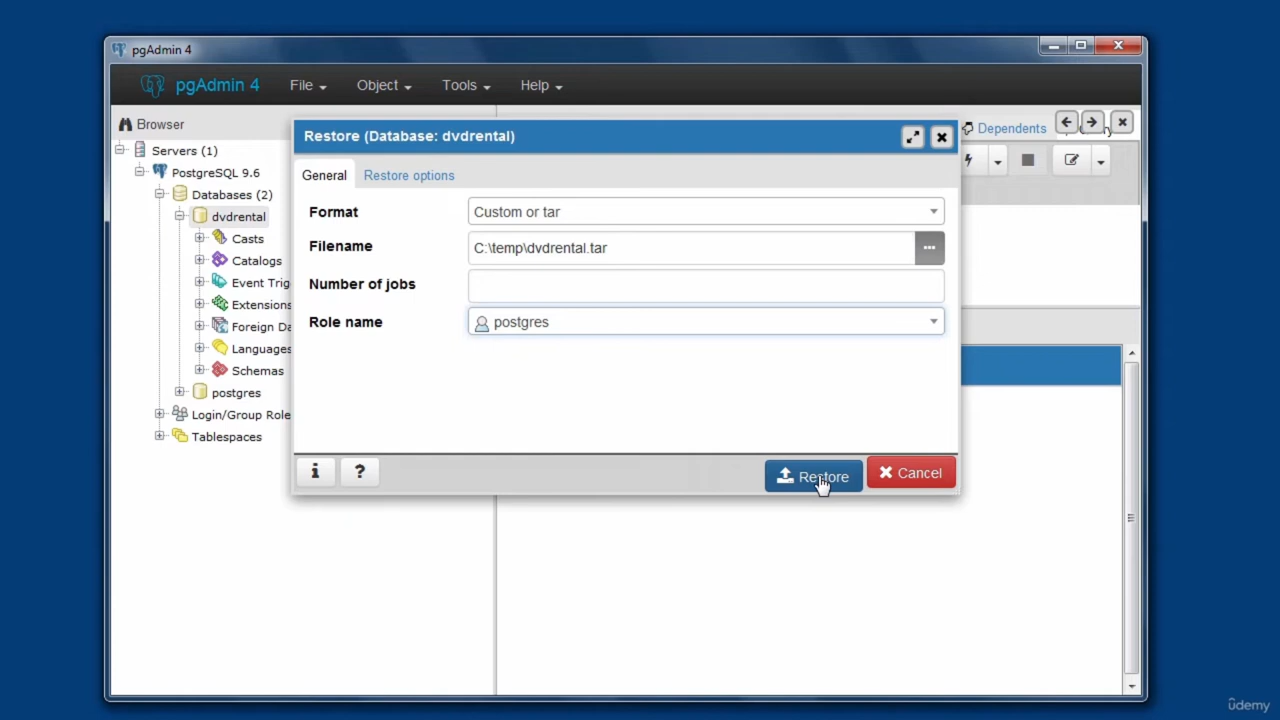 pgAdmin 4
pgAdmin 4 File Object Tools Help
Browser
Servers (1)
PostgreSQL 9.6
Databases (2)
dvdrental
Casts
Catalogs
Event Trig
Extensions
Foreign Da
Languages
Schemas
postgres
Login/Group Role
Tablespaces
Dependents
Restore (Database: dvdrental)
General Restore options
Format Custom or tar
Filename C:\temp\dvdrental.tar
Number of jobs
Role name postgres
i ? Restore Cancel
ûdemy